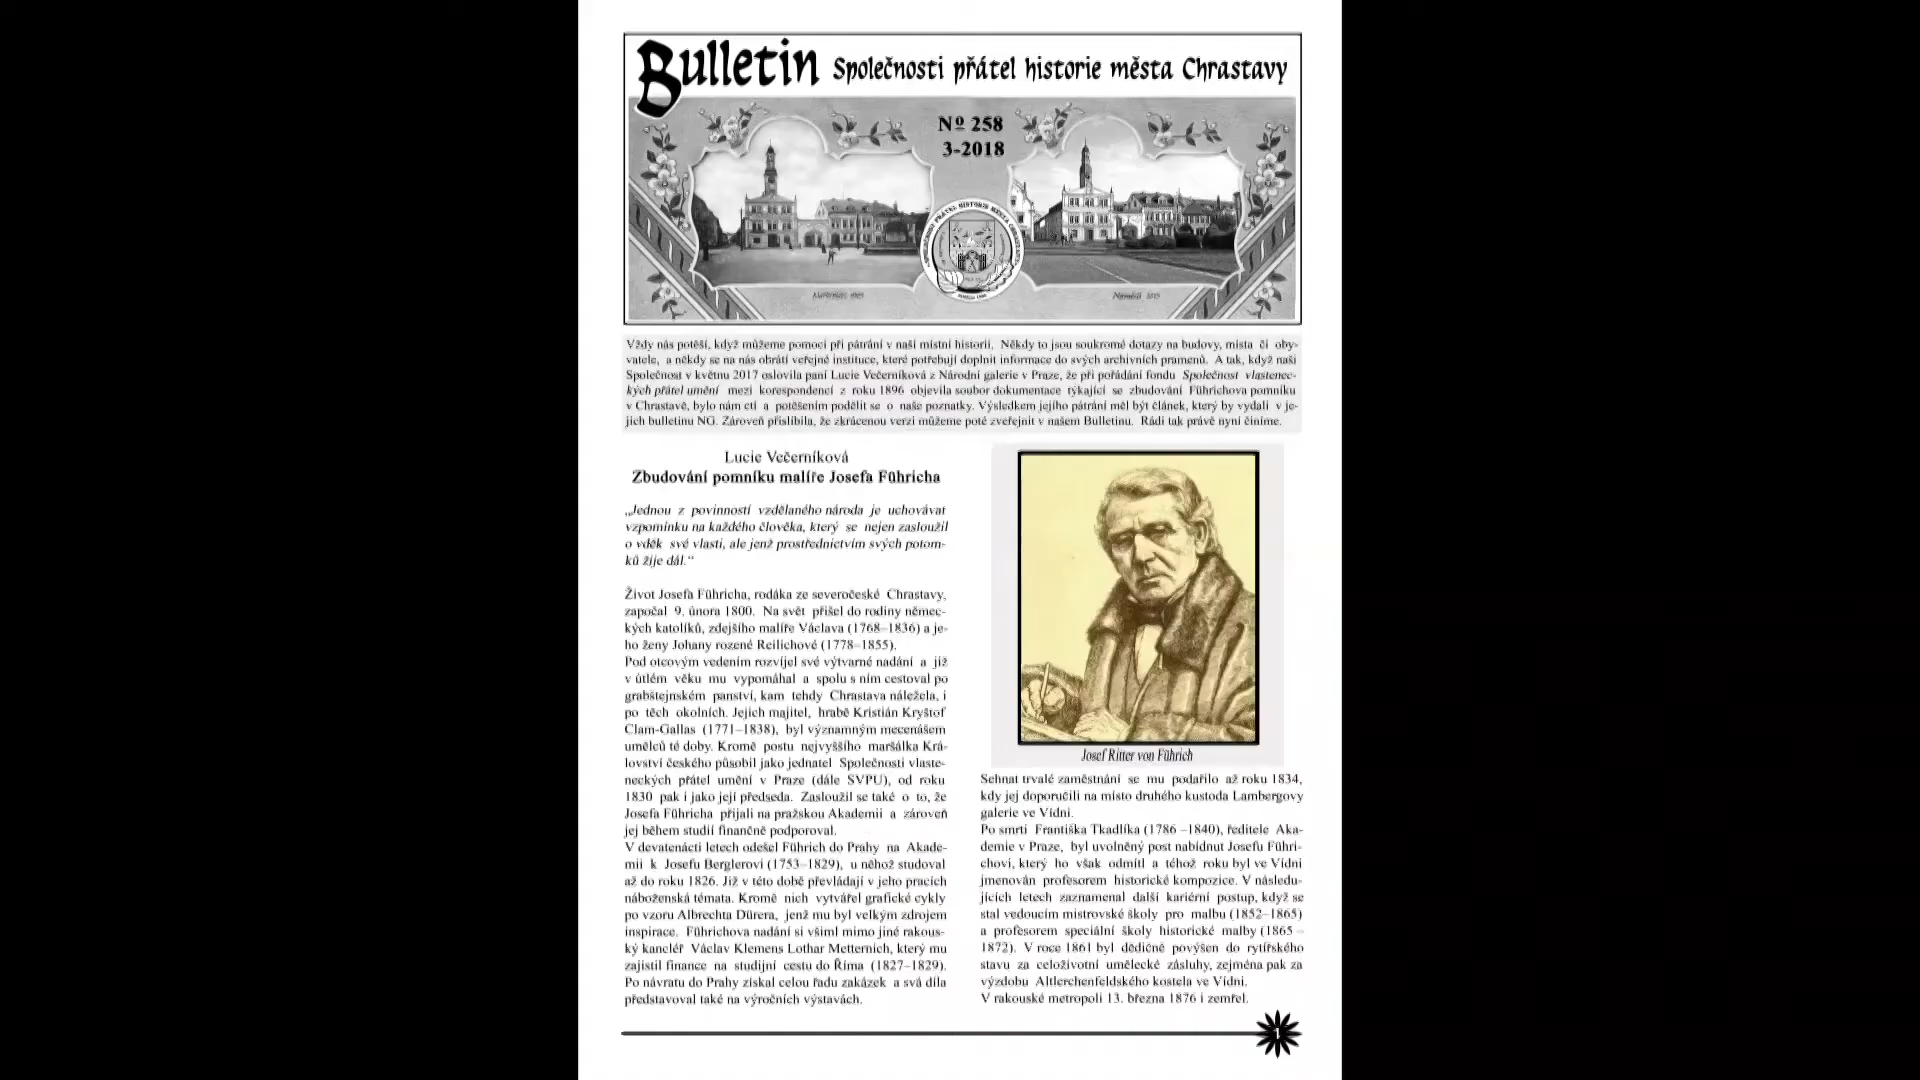 Bulletin Společnosti přátel historie města Chrastavy
Nº 258
3-2018
Vždy nás potěší, když můžeme pomoci při pátrání v naší místní historii. Někdy to jsou soukromé dotazy na budovy, místa či oby-
vatele, a někdy se na nás obrátí veřejné instituce, které potřebují doplnit informace do svých archivních pramenů. A tak, když naši
Společnost v květnu 2017 oslovila paní Lucie Večerníková z Národní galerie v Praze, že při pořádání fondu Společnost vlastenec-
kých přátel umění mezi korespondencí z roku 1896 objevila soubor dokumentace týkající se zbudování Führichova pomníku
v Chrastavě, bylo nám ctí a potěšením podělit se o naše poznatky. Výsledkem jejího pátrání měl být článek, který by vydali v je-
jich bulletinu NG. Zároveň přislíbila, že zkrácenou verzi můžeme poté zveřejnit v našem Bulletinu. Rádi tak právě nyní činíme.
Lucie Večerníková
Zbudování pomníku malíře Josefa Führicha
„Jednou z povinností vzdělaného národa je uchovávat
vzpomínku na každého člověka, který se nejen zasloužil
o vděk své vlasti, ale jenž prostřednictvím svých potom-
ků žije dál.“
Život Josefa Führicha, rodáka ze severočeské Chrastavy,
započal 9. února 1800. Na svět přišel do rodiny němec-
kých katolíků, zdejšího malíře Václava (1768–1836) a je-
ho ženy Johany rozené Reilichové (1778–1855).
Pod otcovým vedením rozvíjel své výtvarné nadání a již
v útlém věku mu vypomáhal a spolu s ním cestoval po
grabštejnském panství, kam tehdy Chrastava náležela, i
po těch okolních. Jejich majitel, hrabě Kristián Kryštof
Clam-Gallas (1771–1838), byl významným mecenášem
umělců té doby. Kromě postu nejvyššího maršálka Krá-
lovství českého působil jako jednatel Společnosti vlaste-
neckých přátel umění v Praze (dále SVPU), od roku
1830 pak i jako její předseda. Zasloužil se také o to, že
Josefa Führicha přijali na pražskou Akademii a zároveň
jej během studií finančně podporoval.
V devatenácti letech odešel Führich do Prahy na Akade-
mii k Josefu Berglerovi (1753–1829), u něhož studoval
až do roku 1826. Již v této době převládají v jeho pracích
náboženská témata. Kromě nich vytvářel grafické cykly
po vzoru Albrechta Dürera, jenž mu byl velkým zdrojem
inspirace. Führichova nadání si všiml mimo jiné rakous-
ký kancléř Václav Klemens Lothar Metternich, který mu
zajistil finance na studijní cestu do Říma (1827–1829).
Po návratu do Prahy získal celou řadu zakázek a svá díla
představoval také na výročních výstavách.
Josef Ritter von Führich
Sehnat trvalé zaměstnání se mu podařilo až roku 1834,
kdy jej doporučili na místo druhého kustoda Lambergovy
galerie ve Vídni.
Po smrti Františka Tkadlíka (1786 –1840), ředitele Aka-
demie v Praze, byl uvolněný post nabídnut Josefu Führi-
chovi, který ho však odmítl a téhož roku byl ve Vídni
jmenován profesorem historické kompozice. V následu-
jících letech zaznamenal další kariérní postup, když se
stal vedoucím mistrovské školy pro malbu (1852–1865)
a profesorem speciální školy historické malby (1865 –
1872). V roce 1861 byl dědičně povýšen do rytířského
stavu za celoživotní umělecké zásluhy, zejména pak za
výzdobu Altlerchenfeldského kostela ve Vídni.
V rakouské metropoli 13. března 1876 i zemřel.
1